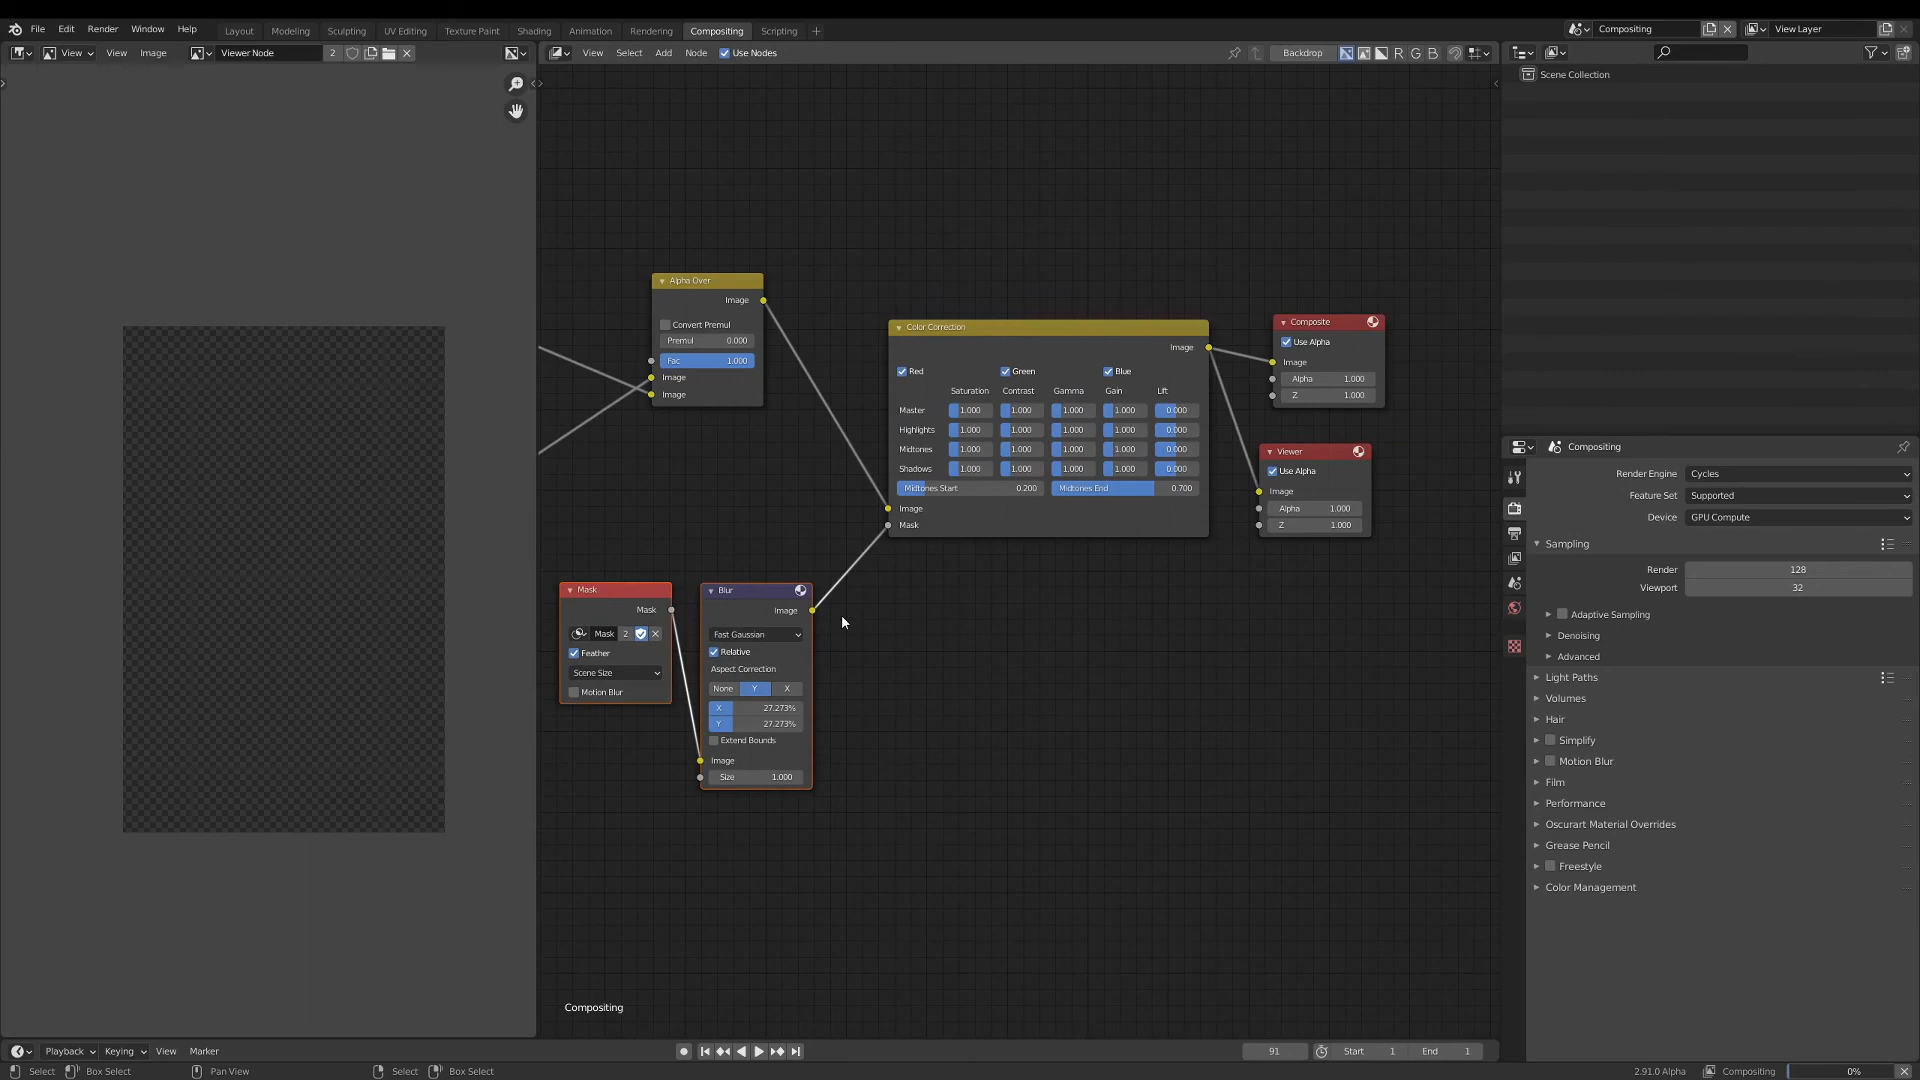 File Edit Render Window Help Layout Modeling Sculpting UV Editing Texture Paint Shading Animation Rendering Compositing Scripting Compositing View Layer
View View Image Viewer Node 2
View Select Add Node Use Nodes Backdrop R G B
Scene Collection
Alpha Over
Image
Convert Premul
Premul 0.000
Fac 1.000
Image
Image
Color Correction
Image
Red Green Blue
Saturation Contrast Gamma Gain Lift
Master 1.000 1.000 1.000 1.000 0.000
Highlights 1.000 1.000 1.000 1.000 0.000
Midtones 1.000 1.000 1.000 1.000 0.000
Shadows 1.000 1.000 1.000 1.000 0.000
Midtones Start 0.200 Midtones End 0.700
Image
Mask
Composite
Use Alpha
Image
Alpha 1.000
Z 1.000
Viewer
Use Alpha
Image
Alpha 1.000
Z 1.000
Mask
Mask
Mask 2
Feather
Scene Size
Motion Blur
Blur
Image
Fast Gaussian
Relative
Aspect Correction
None Y X
X 27.273%
Y 27.273%
Extend Bounds
Image
Size 1.000
Compositing
Compositing
Render Engine Cycles
Feature Set Supported
Device GPU Compute
Sampling
Render 128
Viewport 32
Adaptive Sampling
Denoising
Advanced
Light Paths
Volumes
Hair
Simplify
Motion Blur
Film
Performance
Oscurart Material Overrides
Grease Pencil
Freestyle
Color Management
Playback Keying View Marker 91 Start 1 End 1
Select Box Select Pan View Select Box Select 2.91.0 Alpha Compositing 0%